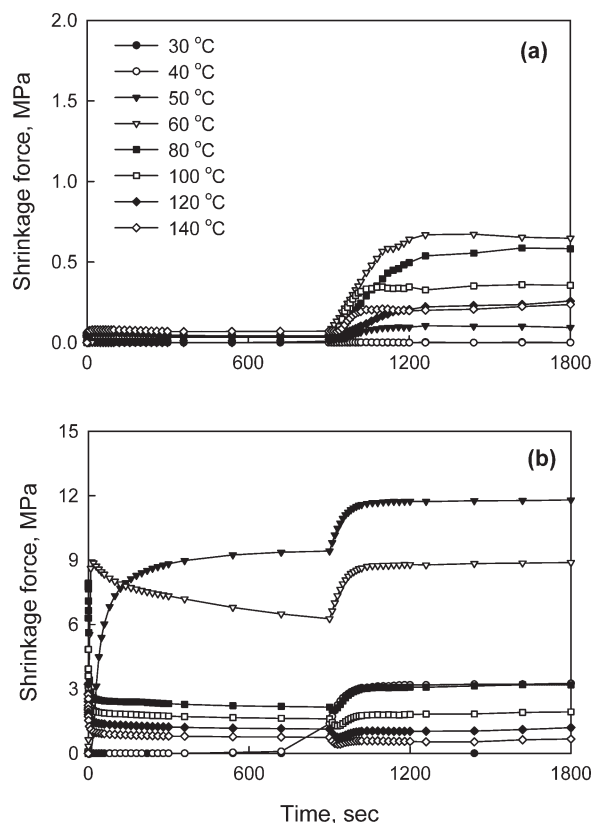 2.0
(a)
30 °C
40 °C
50 °C
60 °C
80 °C
100 °C
120 °C
140 °C
1.5
1.0
0.5
0.0
Shrinkage force, MPa
0
600
1200
1800
15
(b)
12
9
6
3
0
Shrinkage force, MPa
0
600
1200
1800
Time, sec